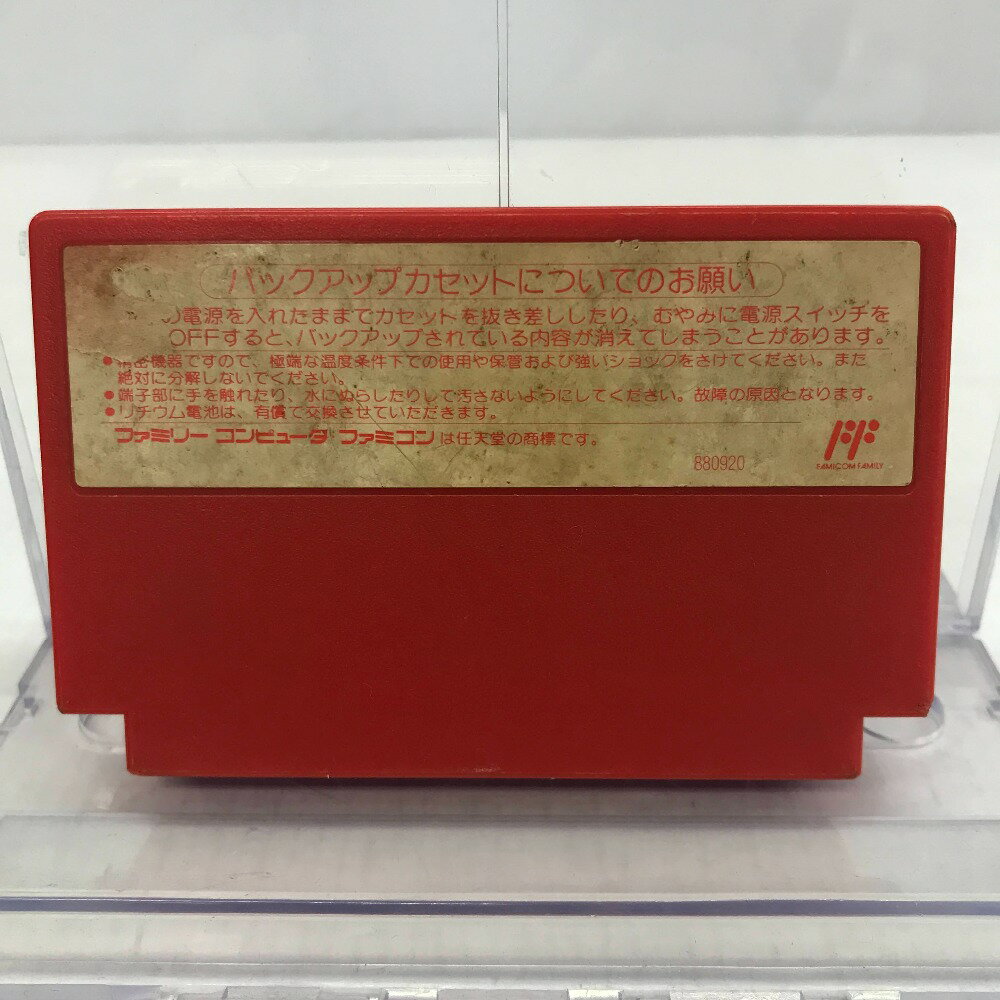 バックアップカセットについてのお願い
電源を入れたままでカセットを抜き差ししたり、むやみに電源スイッチを
OFFすると、バックアップされている内容が消えてしまうことがあります。
●精密機器ですので、極端な温度条件下での使用や保管および強いショックをさけてください。また
絶対に分解しないでください。
●端子部に手を触れたり、水にぬらしたりして汚さないようにしてください。故障の原因となります。
●リチウム電池は、有償で交換させていただきます。
ファミリーコンピュータ ファミコンは任天堂の商標です。
880920
FAMICOM FAMILY